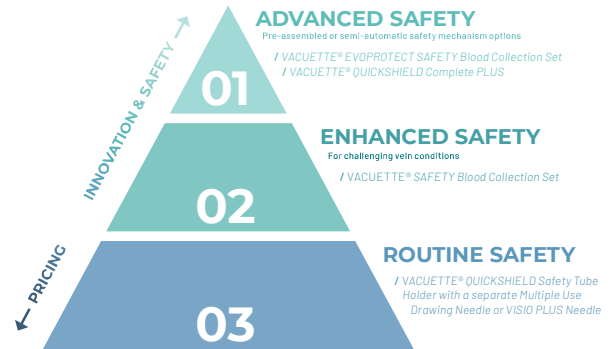 ADVANCED SAFETY
Pre-assembled or semi-automatic safety mechanism options
/ VACUETTE® EVOPROTECT SAFETY Blood Collection Set
/ VACUETTE® QUICKSHIELD Complete PLUS
01
INNOVATION & SAFETY
ENHANCED SAFETY
For challenging vein conditions
/ VACUETTE® SAFETY Blood Collection Set
02
PRICING
ROUTINE SAFETY
/ VACUETTE® QUICKSHIELD Safety Tube
Holder with a separate Multiple Use
Drawing Needle or VISIO PLUS Needle
03